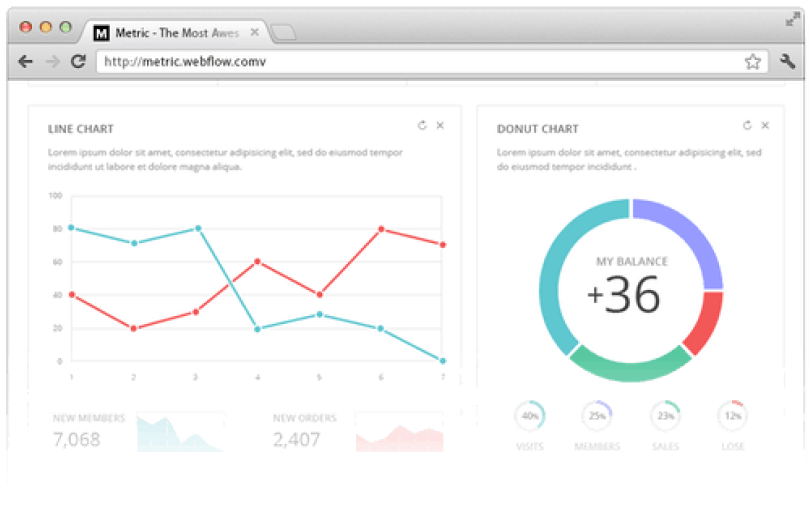 Metric - The Most Awes
http://metric.webflow.comv
LINE CHART
Lorem ipsum dolor sit amet, consectetur adipisicing elit, sed do eiusmod tempor
incididunt ut labore et dolore magna aliqua.
100
80
60
40
20
0
1 2 3 4 5 6 7
NEW MEMBERS
7,068
NEW ORDERS
2,407
DONUT CHART
Lorem ipsum dolor sit amet, consectetur adipisicing elit, sed
do eiusmod tempor incididunt .
MY BALANCE
+36
40% 25% 23% 12%
VISITS MEMBERS SALES LOSE